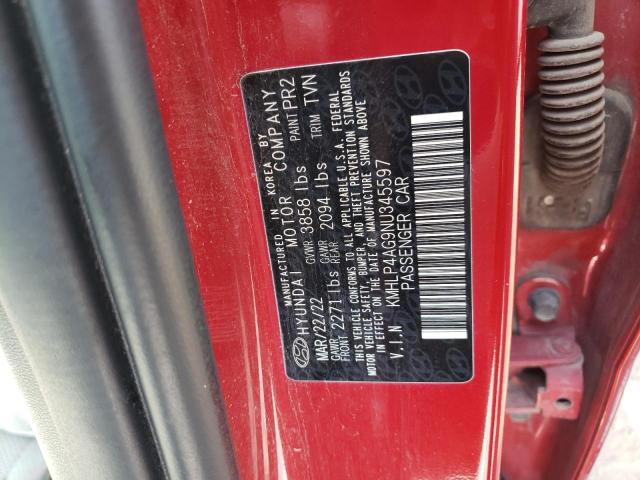 MANUFACTURED IN KOREA BY
HYUNDAI MOTOR COMPANY
MAR/22/22 GVWR 3858 lbs PAINT PR2
GAWR FRONT 2271 lbs GAWR REAR 2094 lbs TRIM TVN
THIS VEHICLE CONFORMS TO ALL APPLICABLE U.S.A. FEDERAL
MOTOR VEHICLE SAFETY, BUMPER, AND THEFT PREVENTION STANDARDS
IN EFFECT ON THE DATE OF MANUFACTURE SHOWN ABOVE
V.I.N KMHLP4AG9NU345597
PASSENGER CAR